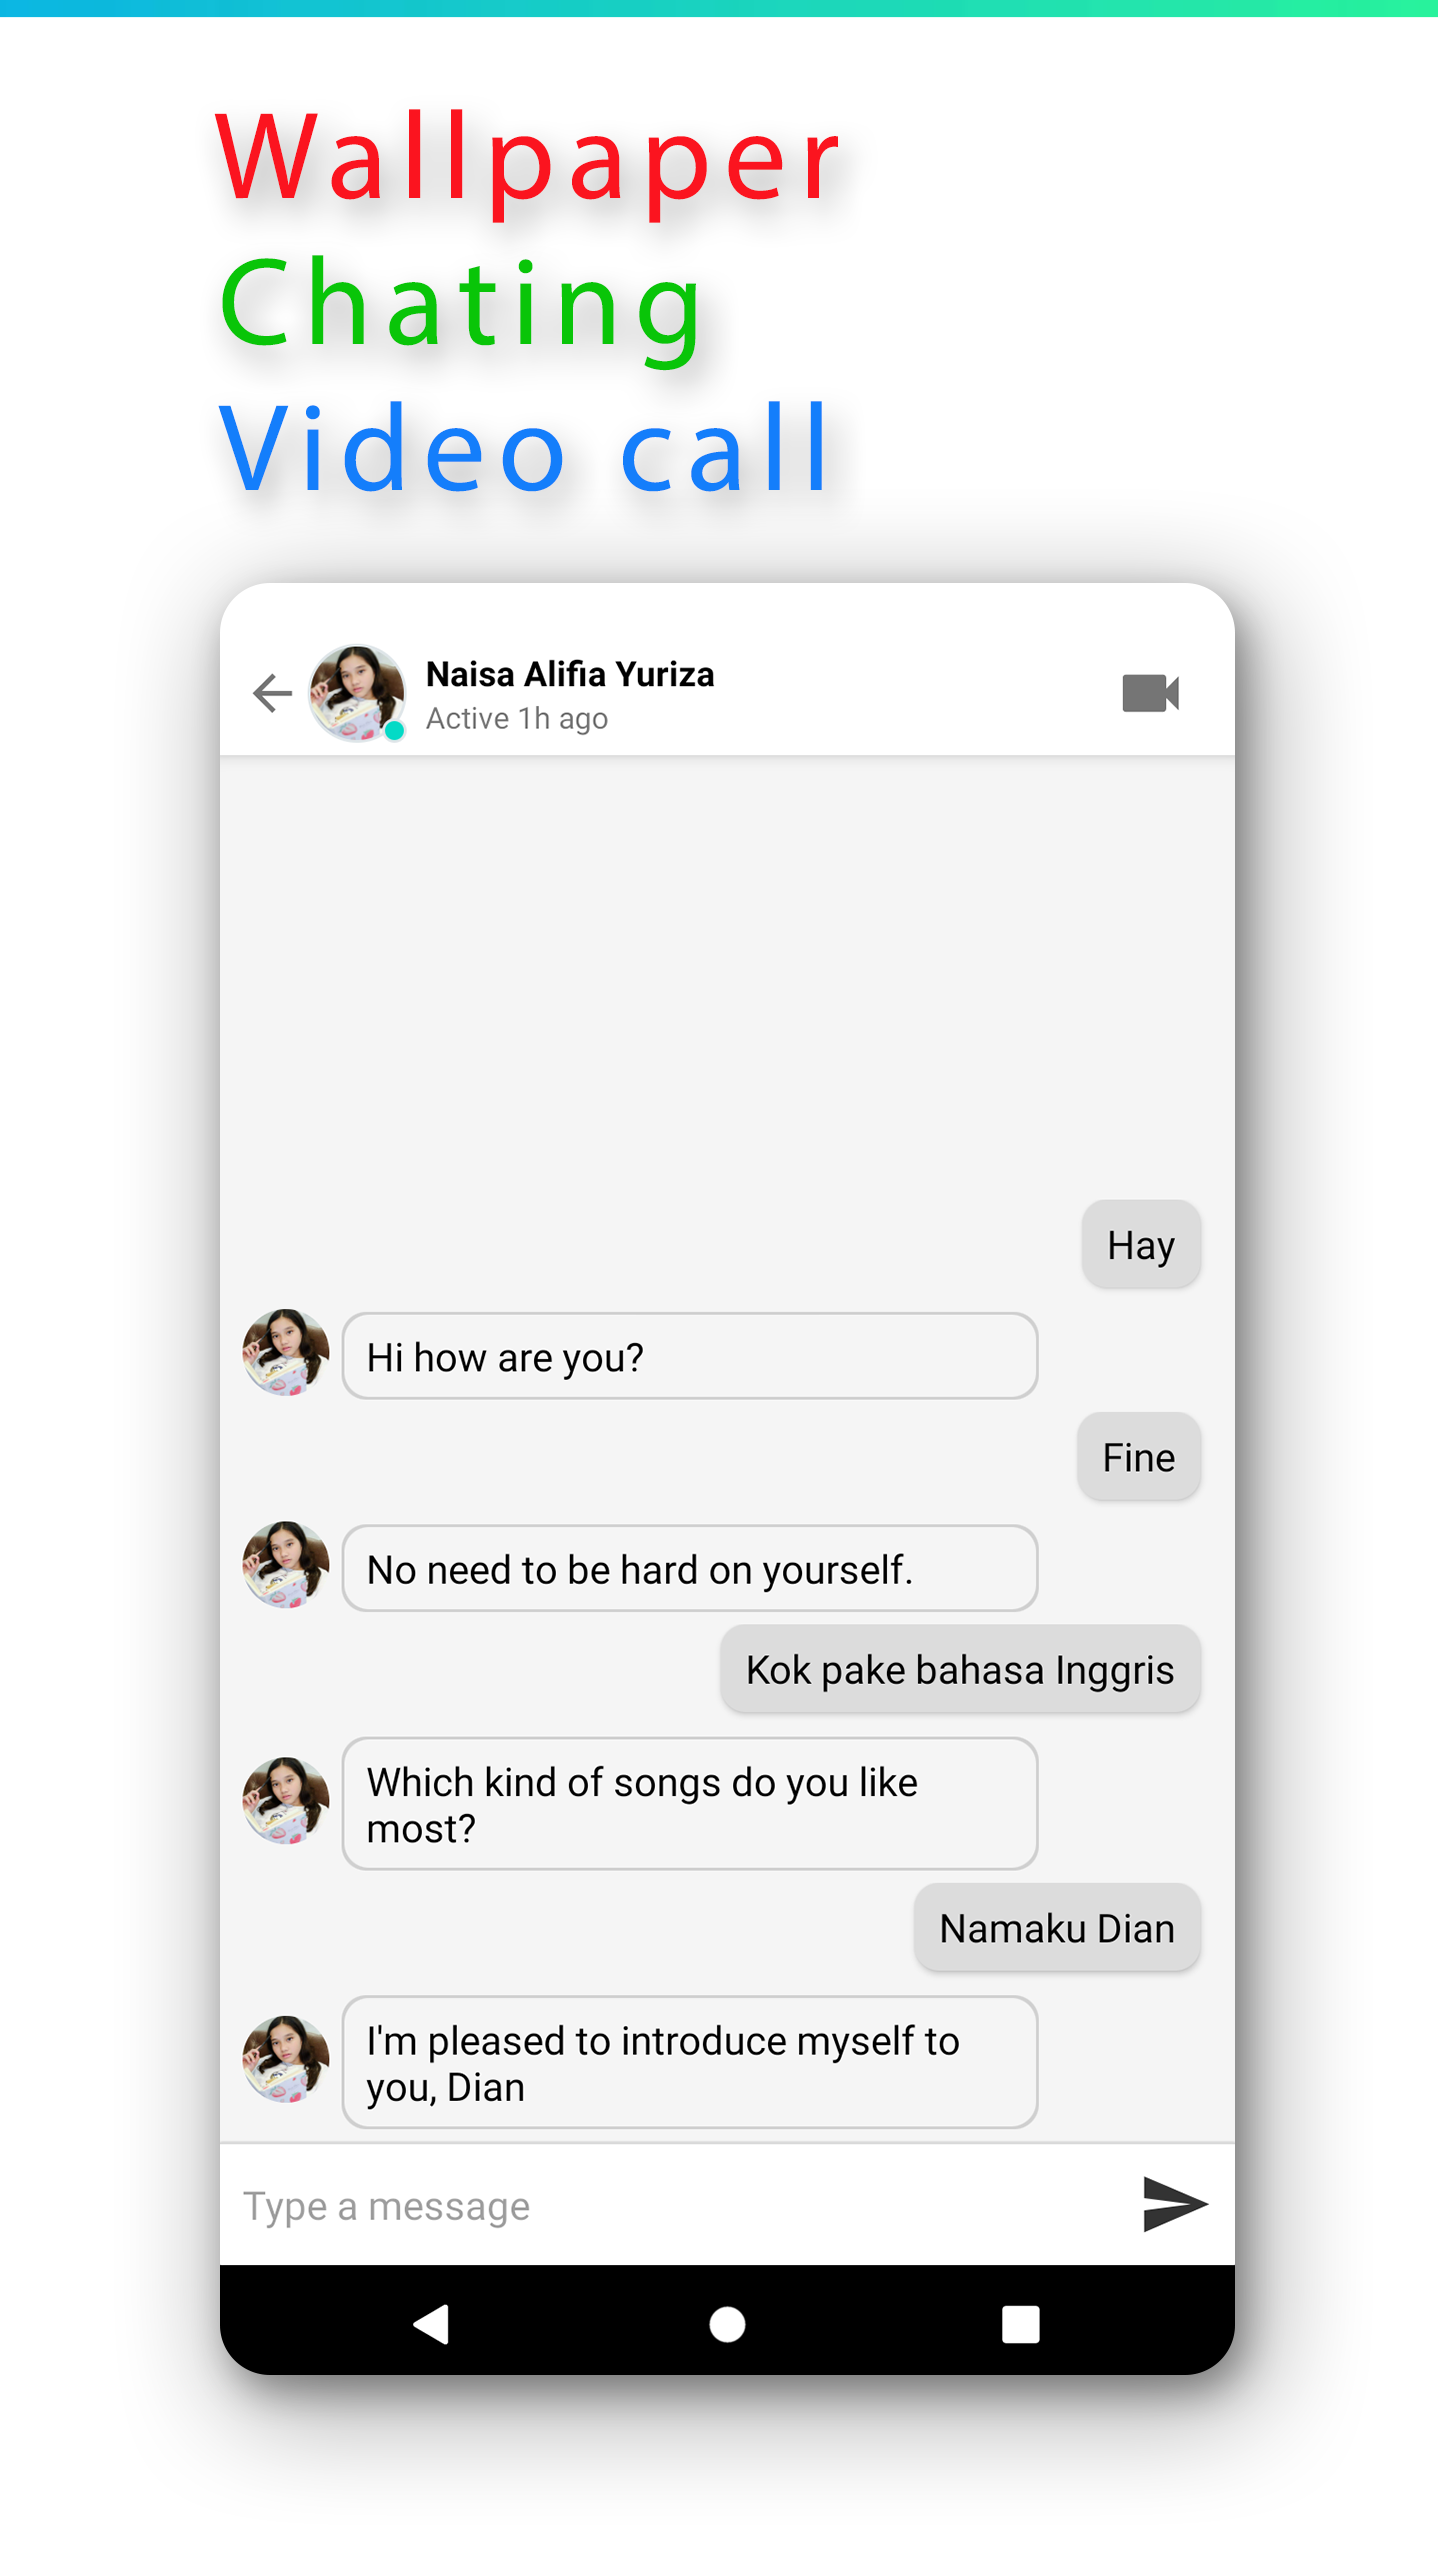 Wallpaper
Chating
Video call
Naisa Alifia Yuriza
Active 1h ago
Hay
Hi how are you?
Fine
No need to be hard on yourself.
Kok pake bahasa Inggris
Which kind of songs do you like
most?
Namaku Dian
I'm pleased to introduce myself to
you, Dian
Type a message